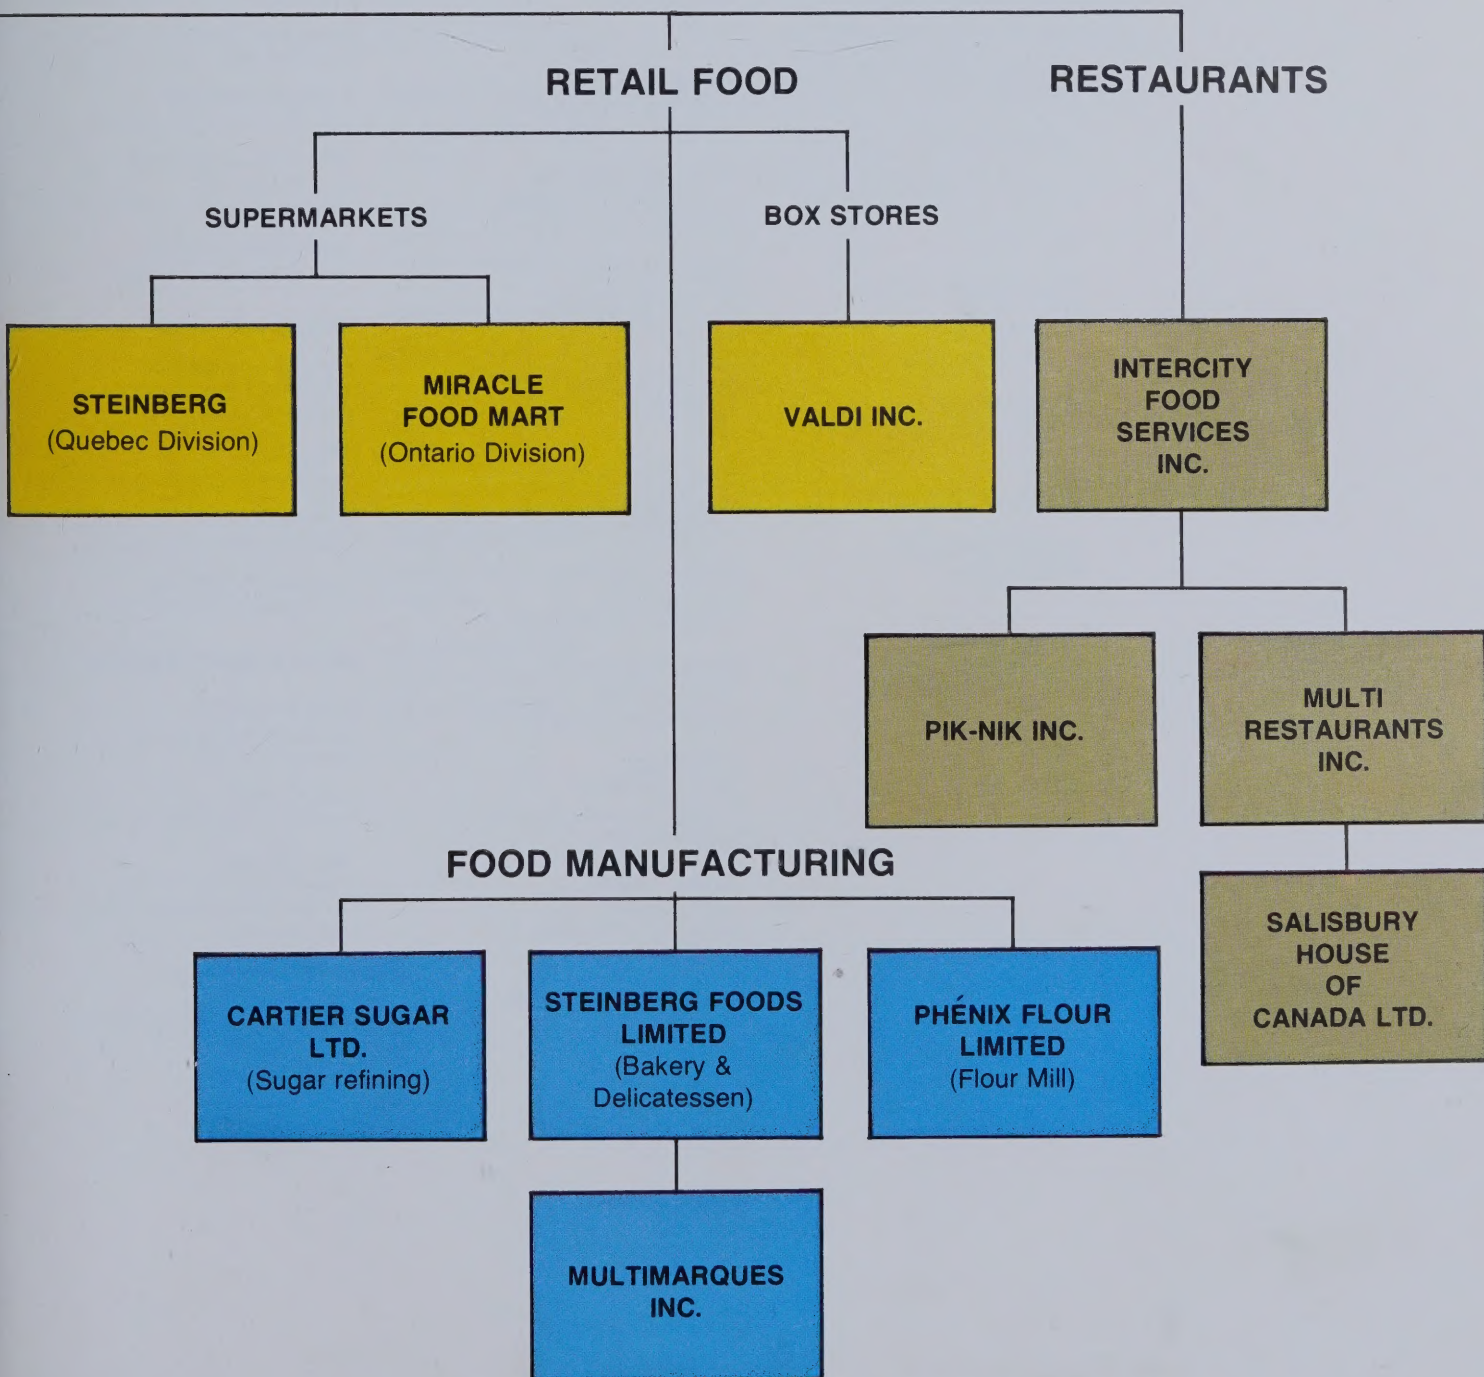 RETAIL FOOD
RESTAURANTS
SUPERMARKETS
BOX STORES
STEINBERG
(Quebec Division)
MIRACLE
FOOD MART
(Ontario Division)
VALDI INC.
INTERCITY
FOOD
SERVICES
INC.
PIK-NIK INC.
MULTI
RESTAURANTS
INC.
SALISBURY
HOUSE
OF
CANADA LTD.
FOOD MANUFACTURING
CARTIER SUGAR
LTD.
(Sugar refining)
STEINBERG FOODS
LIMITED
(Bakery &
Delicatessen)
PHÉNIX FLOUR
LIMITED
(Flour Mill)
MULTIMARQUES
INC.